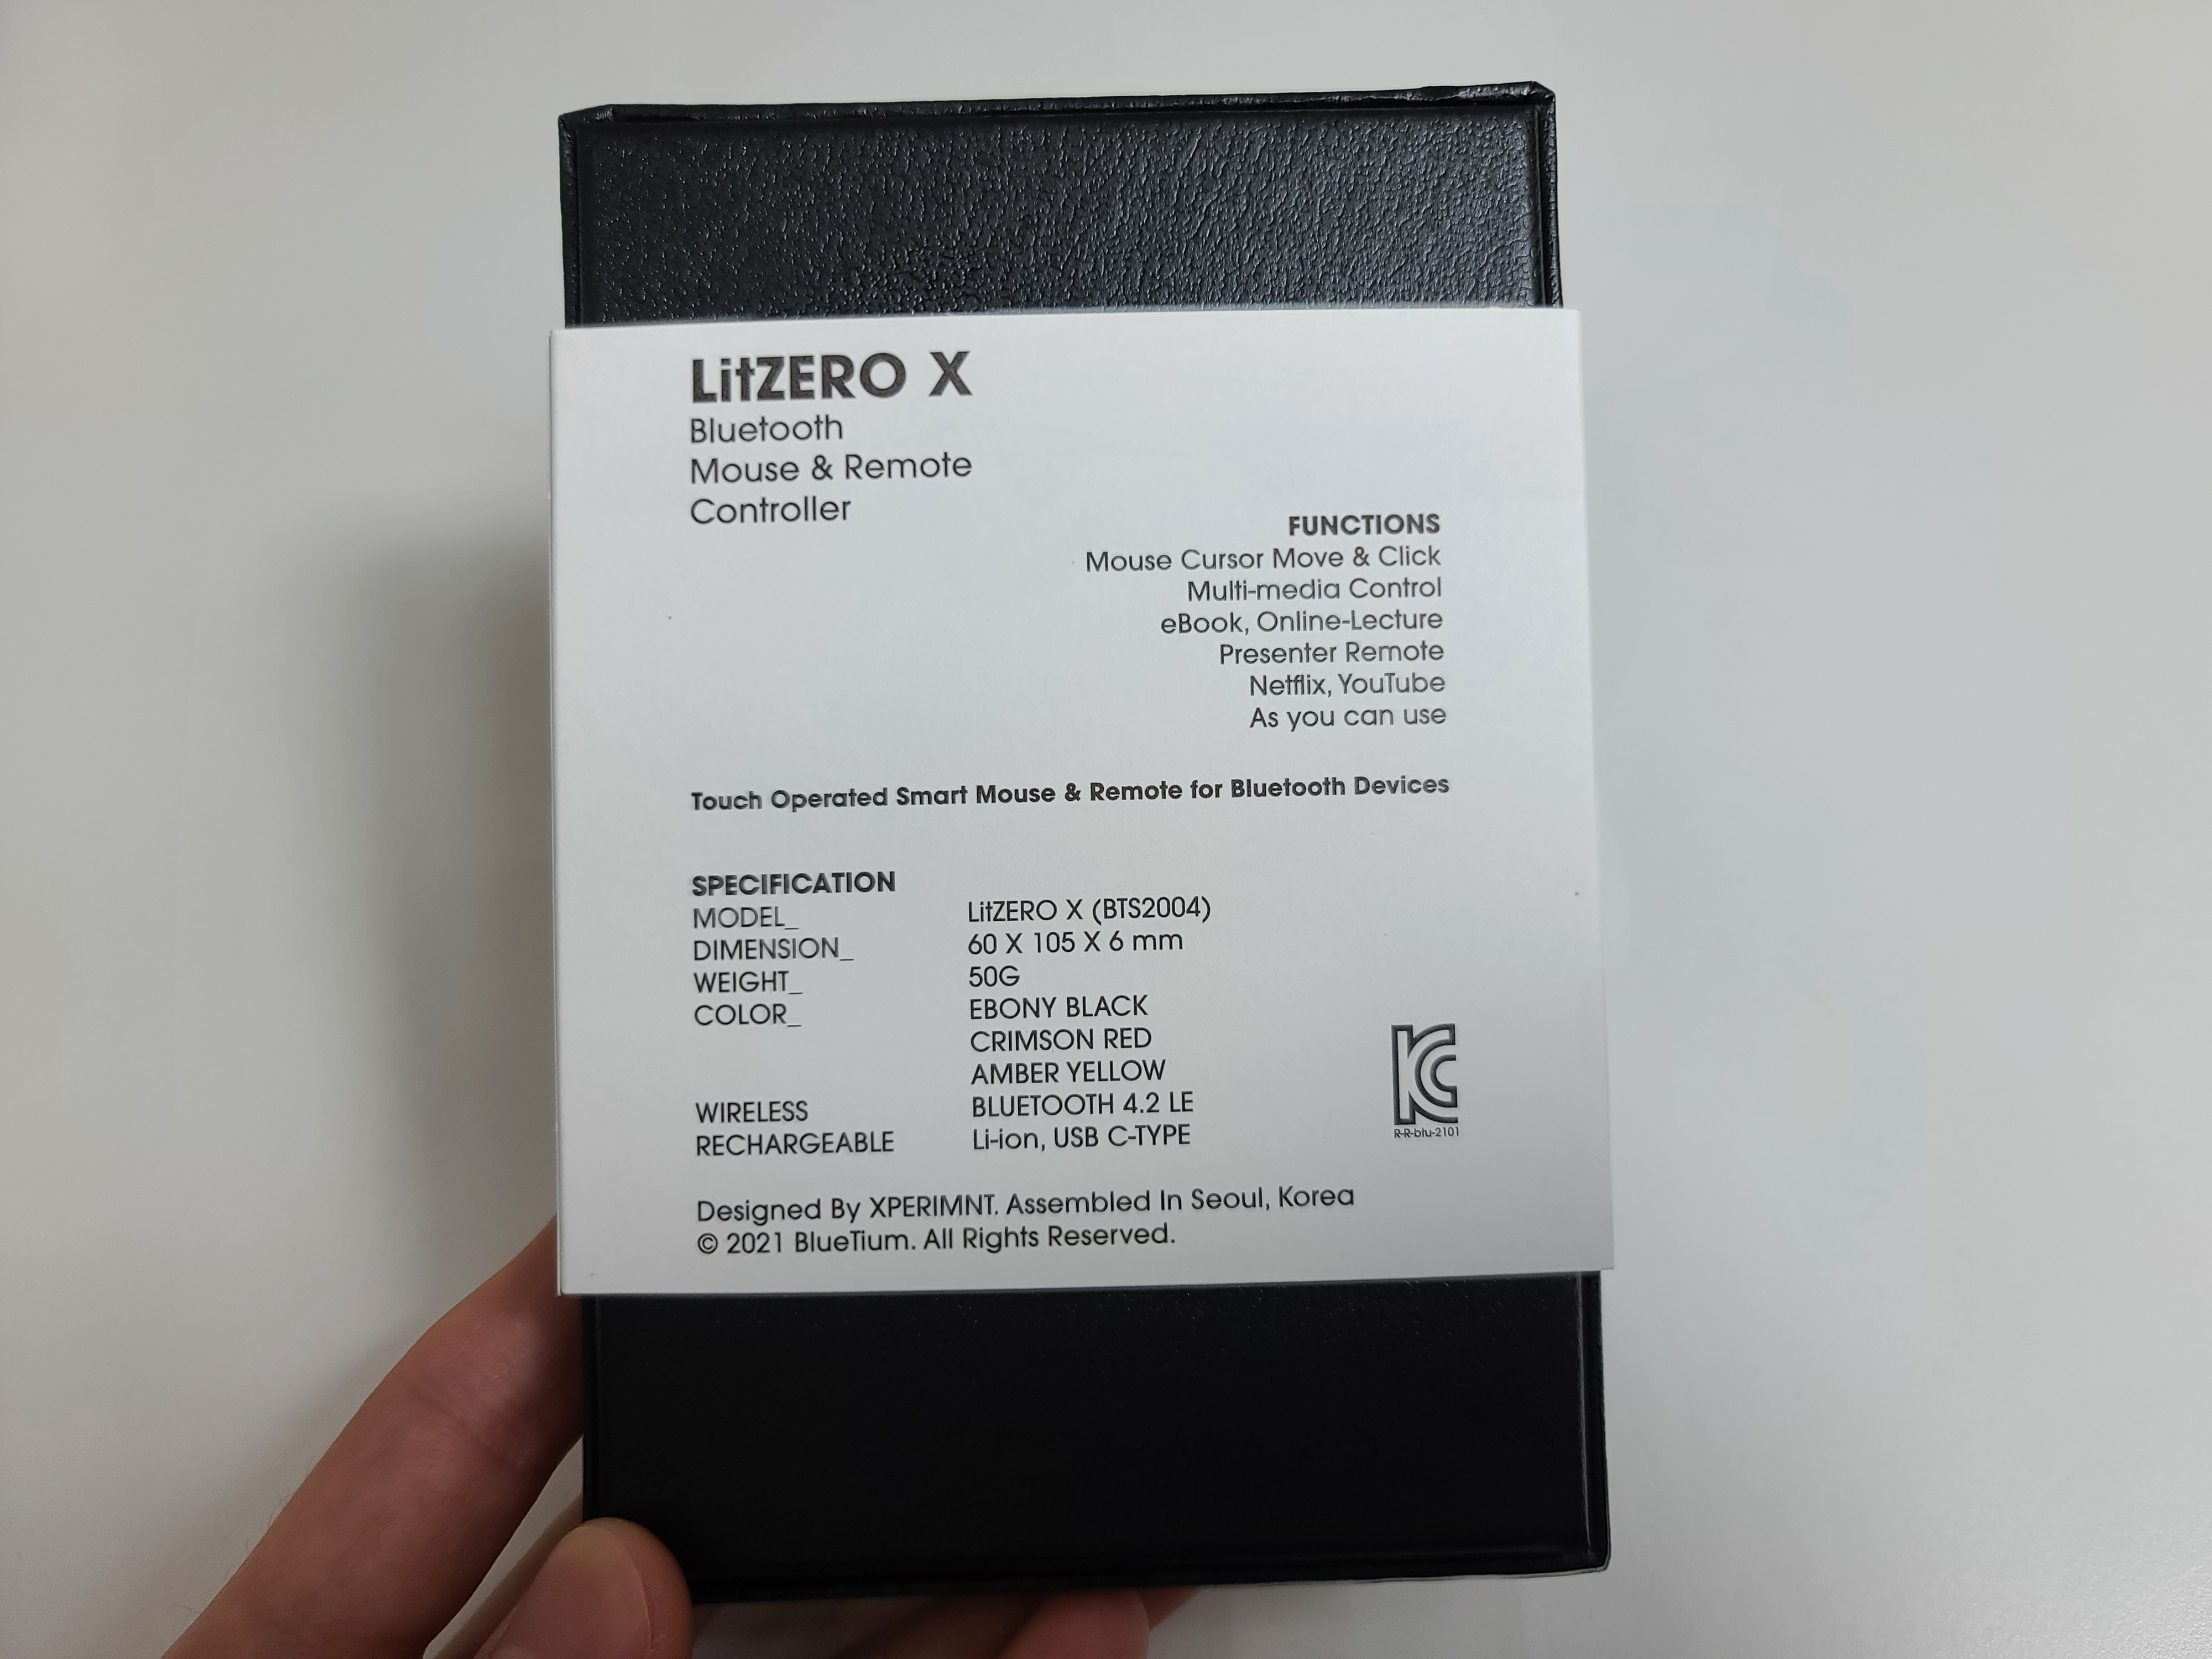 LitZERO X
Bluetooth
Mouse & Remote
Controller
FUNCTIONS
Mouse Cursor Move & Click
Multi-media Control
eBook, Online-Lecture
Presenter Remote
Netflix, YouTube
As you can use
Touch Operated Smart Mouse & Remote for Bluetooth Devices
SPECIFICATION
MODEL_ LitZERO X (BTS2004)
DIMENSION_ 60 X 105 X 6 mm
WEIGHT_ 50G
COLOR_ EBONY BLACK
CRIMSON RED
AMBER YELLOW
WIRELESS BLUETOOTH 4.2 LE
RECHARGEABLE Li-ion, USB C-TYPE
KC
R-R-btu-2101
Designed By XPERIMNT. Assembled In Seoul, Korea
© 2021 BlueTium. All Rights Reserved.